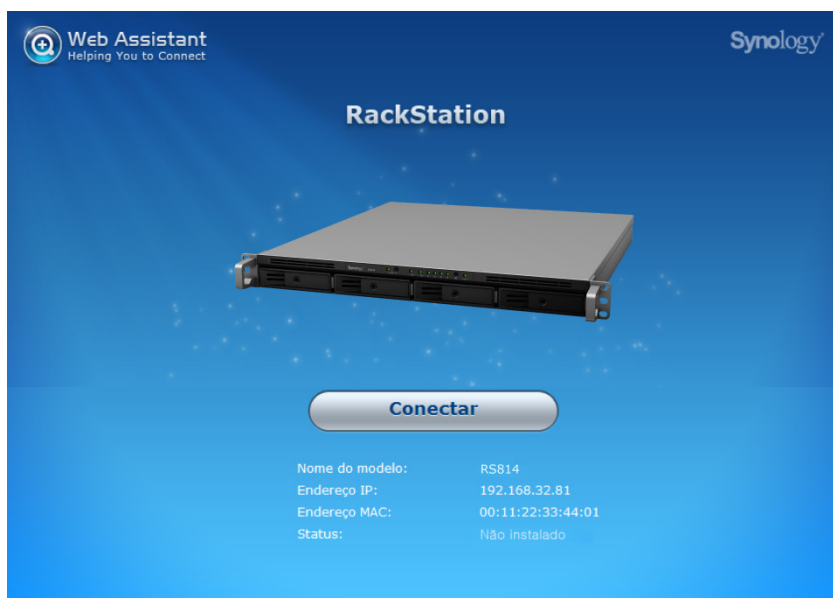 Web Assistant
Helping You to Connect
Synology
RackStation
Synology
Conectar
Nome do modelo: RS814
Endereço IP: 192.168.32.81
Endereço MAC: 00:11:22:33:44:01
Status: Não instalado